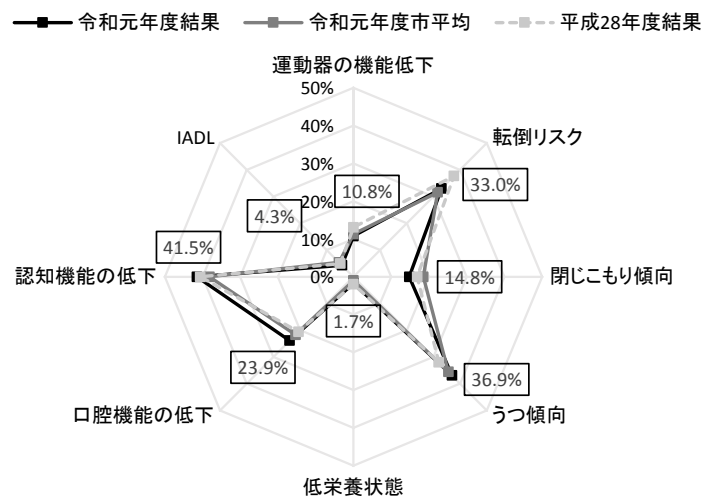 令和元年度結果 令和元年度市平均 平成28年度結果
運動器の機能低下
50%
40%
30%
20%
10%
0%
IADL
転倒リスク
10.8%
33.0%
4.3%
41.5%
認知機能の低下
14.8%
閉じこもり傾向
1.7%
23.9%
36.9%
口腔機能の低下
うつ傾向
低栄養状態